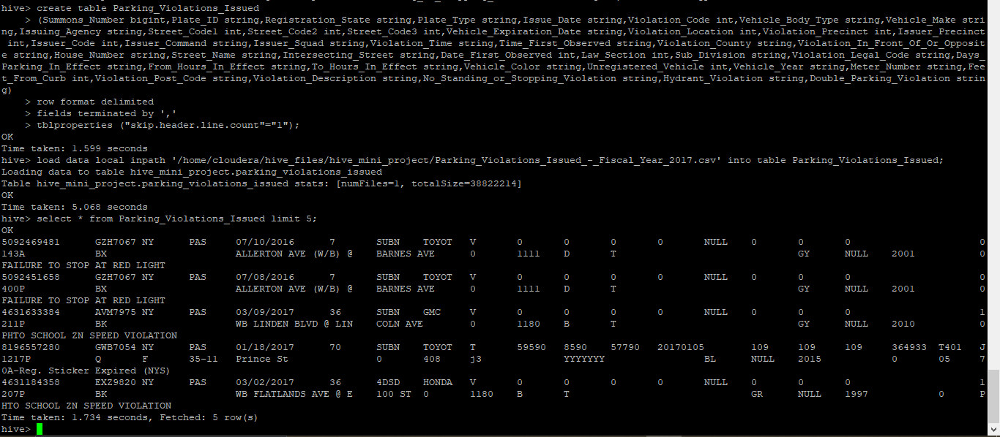 hive> create table Parking_Violations_Issued
    > (Summons_Number bigint,Plate_ID string,Registration_State string,Plate_Type string,Issue_Date string,Violation_Code int,Vehicle_Body_Type string,Vehicle_Make stri
ng,Issuing_Agency string,Street_Code1 int,Street_Code2 int,Street_Code3 int,Vehicle_Expiration_Date string,Violation_Location int,Violation_Precinct int,Issuer_Precinct
 int,Issuer_Code int,Issuer_Command string,Issuer_Squad string,Violation_Time string,Time_First_Observed string,Violation_County string,Violation_In_Front_Of_Or_Opposit
e string,House_Number string,Street_Name string,Intersecting_Street string,Date_First_Observed int,Law_Section int,Sub_Division string,Violation_Legal_Code string,Days_
Parking_In_Effect string,From_Hours_In_Effect string,To_Hours_In_Effect string,Vehicle_Color string,Unregistered_Vehicle int,Vehicle_Year string,Meter_Number string,Fee
t_From_Curb int,Violation_Post_Code string,Violation_Description string,No_Standing_or_Stopping_Violation string,Hydrant_Violation string,Double_Parking_Violation strin
g)
    > row format delimited
    > fields terminated by ','
    > tblproperties ("skip.header.line.count"="1");
OK
Time taken: 1.599 seconds
hive> load data local inpath '/home/cloudera/hive_files/hive_mini_project/Parking_Violations_Issued_-_Fiscal_Year_2017.csv' into table Parking_Violations_Issued;
Loading data to table hive_mini_project.parking_violations_issued
Table hive_mini_project.parking_violations_issued stats: [numFiles=1, totalSize=38822214]
OK
Time taken: 5.068 seconds
hive> select * from Parking_Violations_Issued limit 5;
OK
5092469481 GZH7067 NY PAS 07/10/2016 7 SUBN TOYOT V 0 0 0 0 NULL 0 0 0 0
143A BX ALLERTON AVE (W/B) @ BARNES AVE 0 1111 D T GY NULL 2001 0
FAILURE TO STOP AT RED LIGHT
5092451658 GZH7067 NY PAS 07/08/2016 7 SUBN TOYOT V 0 0 0 0 NULL 0 0 0 0
400P BX ALLERTON AVE (W/B) @ BARNES AVE 0 1111 D T GY NULL 2001 0
FAILURE TO STOP AT RED LIGHT
4631633384 AVM7975 NY PAS 03/09/2017 36 SUBN GMC V 0 0 0 0 NULL 0 0 0 1
211P BK WB LINDEN BLVD @ LIN COLN AVE 0 1180 B T GY NULL 2010 0
PHTO SCHOOL ZN SPEED VIOLATION
8196557280 GWB7054 NY PAS 01/18/2017 70 SUBN TOYOT T 59590 8590 57790 20170105 109 109 109 364933 T401 J
1217P Q F 35-11 Prince St 0 408 j3 YYYYYYY BL NULL 2015 0 05 7
0A-Reg. Sticker Expired (NYS)
4631184358 EXZ9820 NY PAS 03/02/2017 36 4DSD HONDA V 0 0 0 0 NULL 0 0 0 1
207P BK WB FLATLANDS AVE @ E 100 ST 0 1180 B T GR NULL 1997 0 P
HTO SCHOOL ZN SPEED VIOLATION
Time taken: 1.734 seconds, Fetched: 5 row(s)
hive>